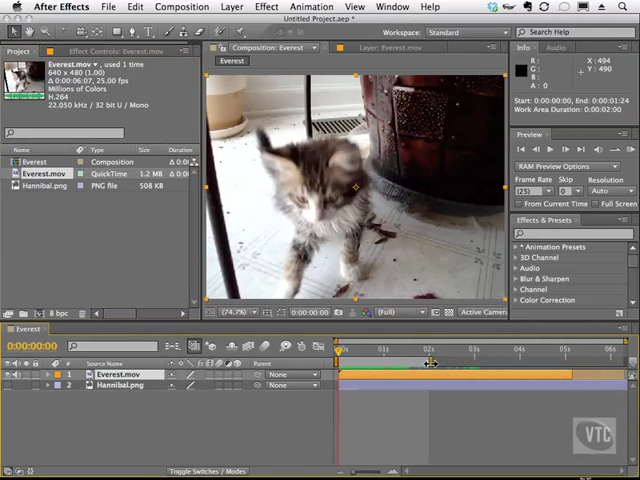 After Effects File Edit Composition Layer Effect Animation View Window Help
Untitled Project.aep *
Workspace: Standard Search Help
Project Effect Controls: Everest.mov Composition: Everest Layer: Everest.mov Info Audio
Everest
Everest.mov ▾, used 1 time
640 x 480 (1.00)
Δ 0:00:06:07, 25.00 fps
Millions of Colors
H.264
22.050 kHz / 32 bit U / Mono
R :
G :
B :
A : 0
X : 494
Y : 490
Start: 0:00:00:00, End: 0:00:01:24
Work Area Duration: 0:00:02:00
Preview
RAM Preview Options
Frame Rate Skip Resolution
(25) 0 Auto
From Current Time Full Screen
Effects & Presets
* Animation Presets
3D Channel
Audio
Blur & Sharpen
Channel
Color Correction
Name Type Size Duration
Everest Composition 0:0
Everest.mov QuickTime 1.2 MB 0:0
Hannibal.png PNG file 508 KB
8 bpc
(74.7%) 0:00:00:00 (Full) Active Camera
Everest
0:00:00:00
01s 02s 03s 04s 05s 06s
# Source Name Parent
1 Everest.mov None
2 Hannibal.png None
Toggle Switches / Modes
VTC